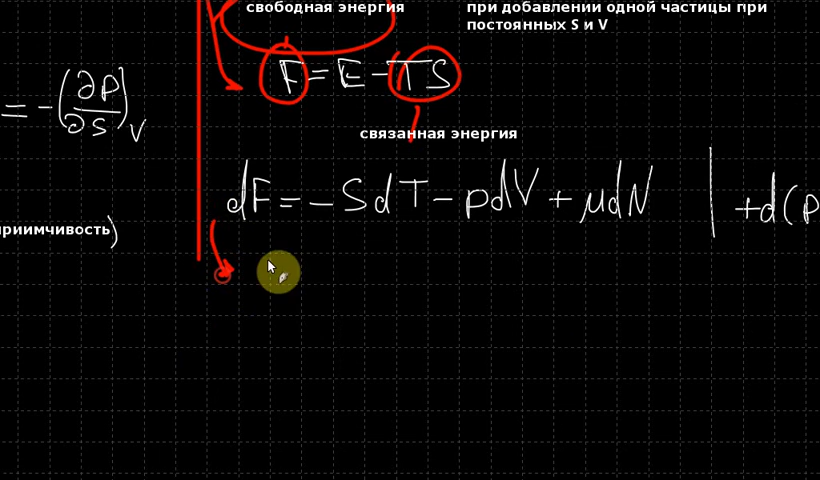 свободная энергия
при добавлении одной частицы при
постоянных S и V
F = E - TS
= -(∂P/∂S)_V
связанная энергия
dF = - SdT - pdV + μdN | +d(p
приимчивость)